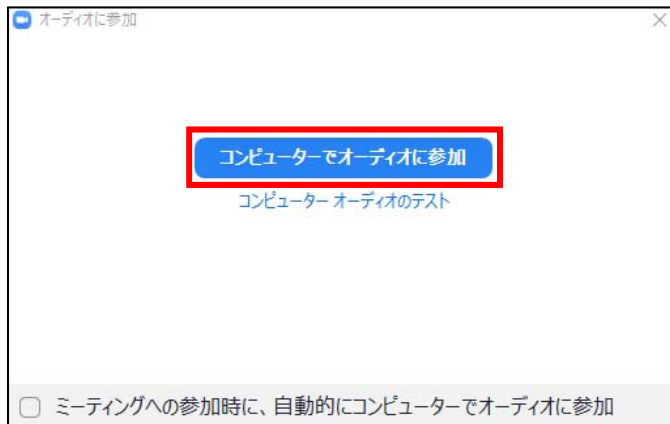 オーディオに参加
コンピューターでオーディオに参加
コンピューター オーディオのテスト
ミーティングへの参加時に、自動的にコンピューターでオーディオに参加